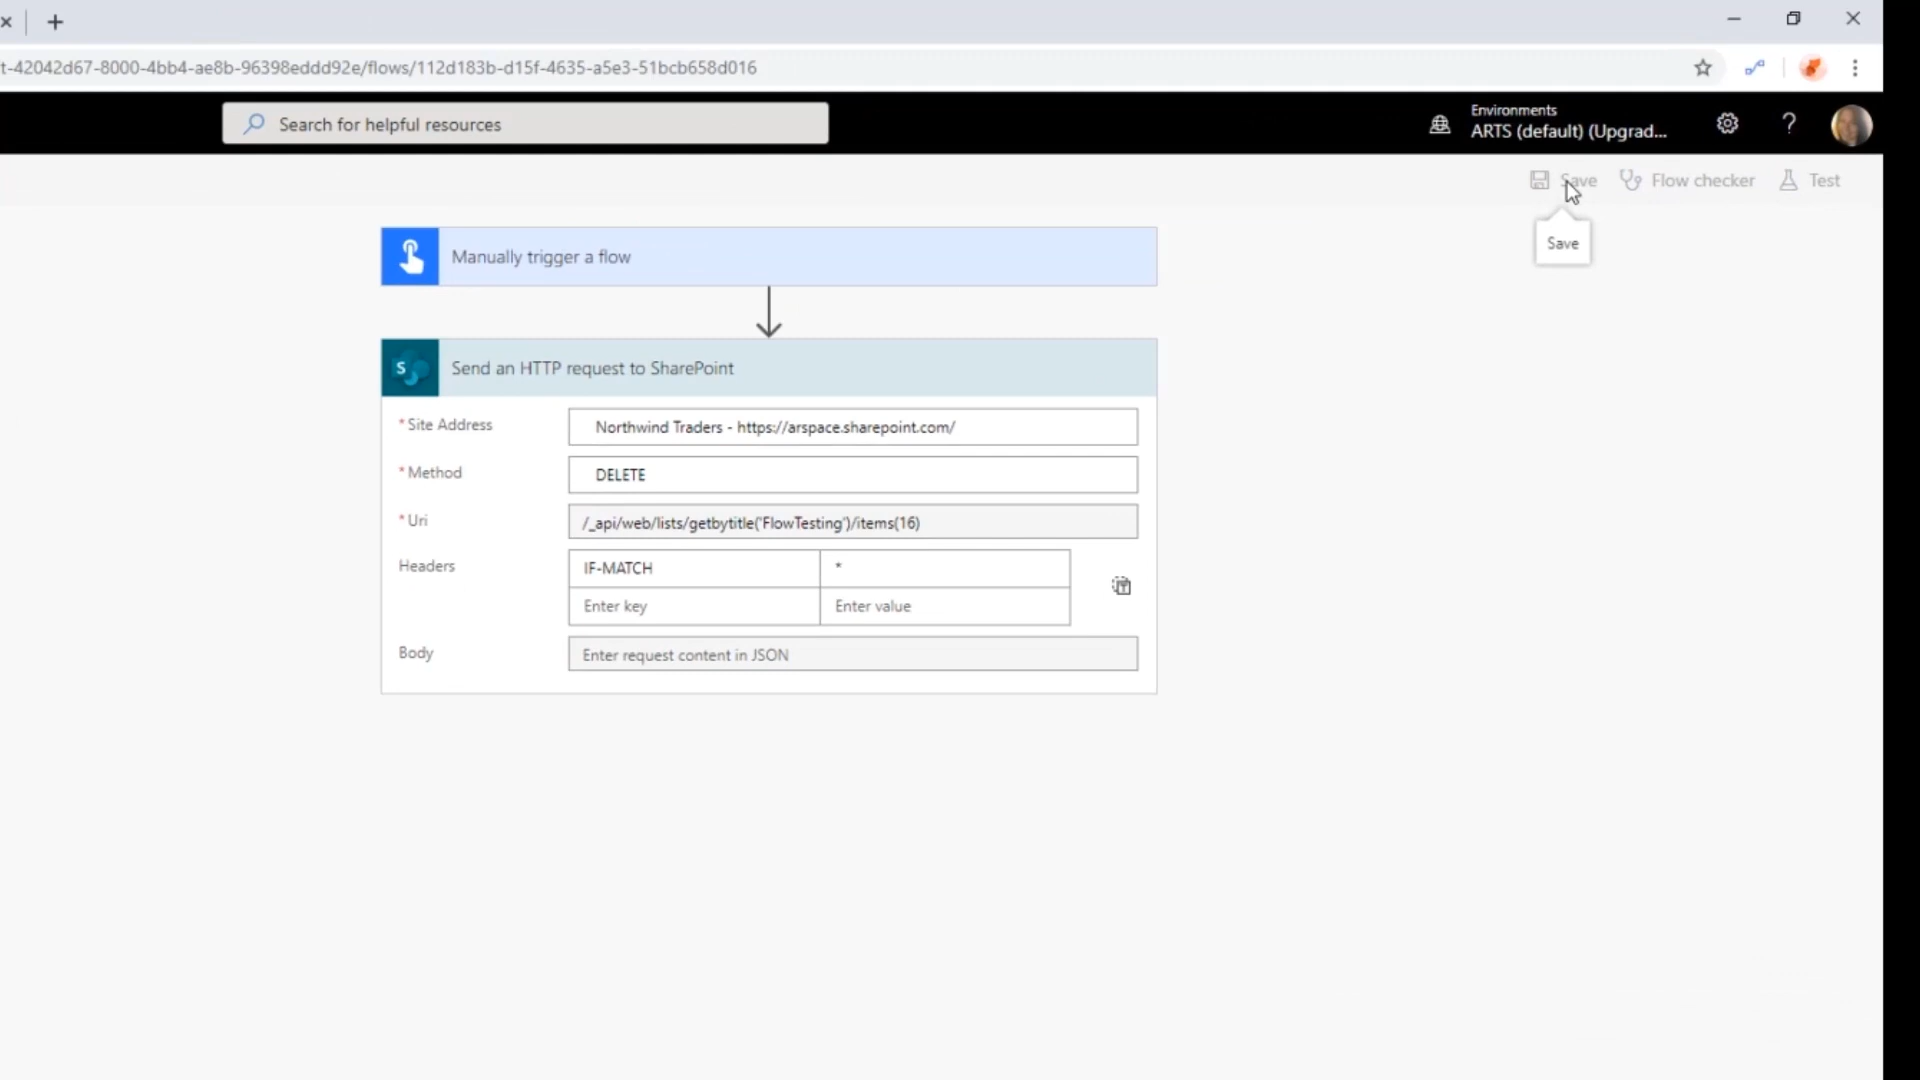 t-42042d67-8000-4bb4-ae8b-96398eddd92e/flows/112d183b-d15f-4635-a5e3-51bcb658d016
Search for helpful resources
Environments
ARTS (default) (Upgrad...
?
Save
Flow checker
Test
Save
Manually trigger a flow
S
Send an HTTP request to SharePoint
* Site Address
Northwind Traders - https://arspace.sharepoint.com/
* Method
DELETE
* Uri
/_api/web/lists/getbytitle('FlowTesting')/items(16)
Headers
IF-MATCH
*
Enter key
Enter value
Body
Enter request content in JSON